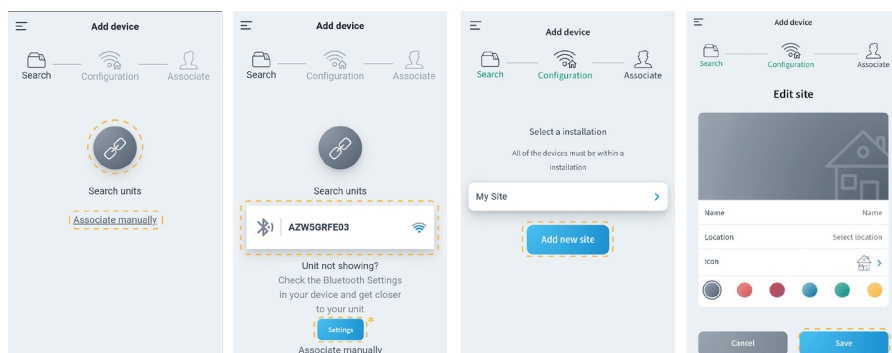 Add device
Search
Configuration
Associate
Search units
Associate manually
Add device
Search
Configuration
Associate
Search units
AZW5GRFE03
Unit not showing?
Check the Bluetooth Settings
in your device and get closer
to your unit
Settings
*
Associate manually
Add device
Search
Configuration
Associate
Select a installation
All of the devices must be within a
installation
My Site
Add new site
Add device
Search
Configuration
Associate
Edit site
Name Name
Location Select location
Icon
Cancel Save